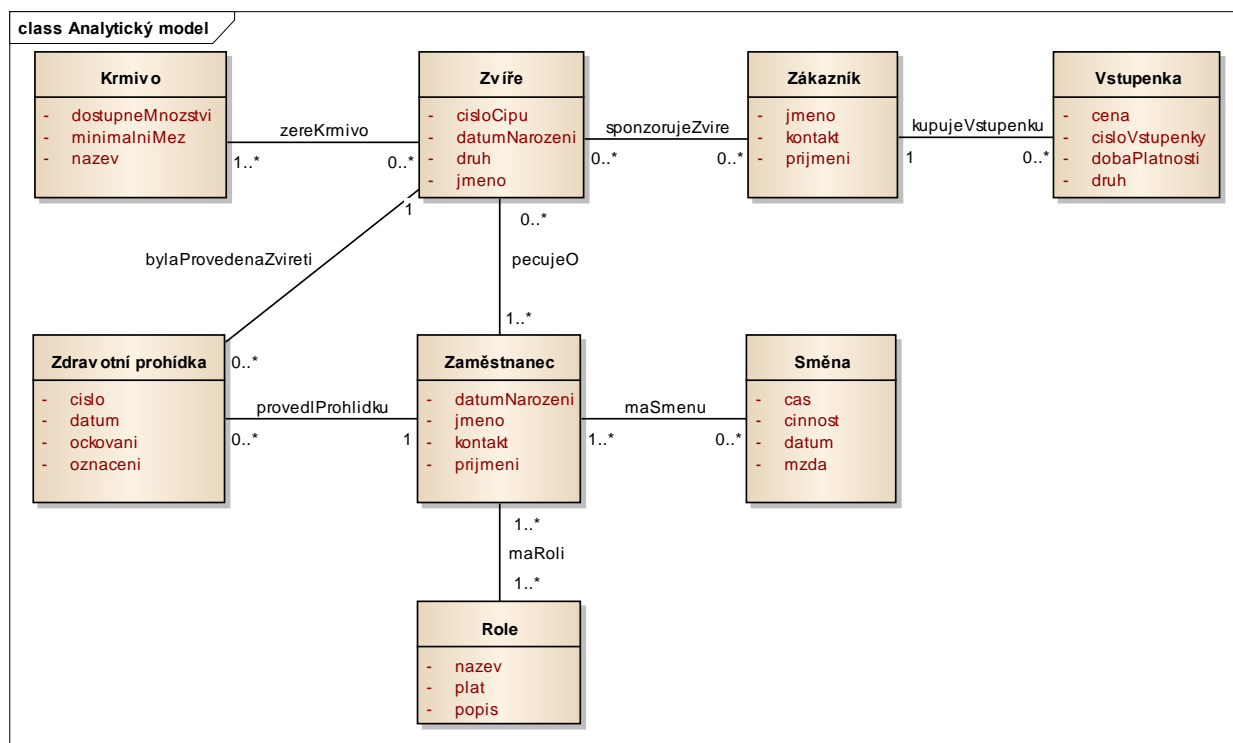 class Analytický model
Krmivo
- dostupneMnozstvi
- minimalniMez
- nazev
zereKrmivo
1..*
0..*
Zvíře
- cisloCipu
- datumNarozeni
- druh
- jmeno
sponzorujeZvire
0..*
0..*
Zákazník
- jmeno
- kontakt
- prijmeni
kupujeVstupenku
1
0..*
Vstupenka
- cena
- cisloVstupenky
- dobaPlatnosti
- druh
1
bylaProvedenaZvireti
0..*
0..*
pecujeO
1..*
Zdravotní prohídka
- cislo
- datum
- ockovani
- oznaceni
provedlProhlidku
0..*
1
Zaměstnanec
- datumNarozeni
- jmeno
- kontakt
- prijmeni
maSmenu
1..*
0..*
Směna
- cas
- cinnost
- datum
- mzda
1..*
maRoli
1..*
Role
- nazev
- plat
- popis